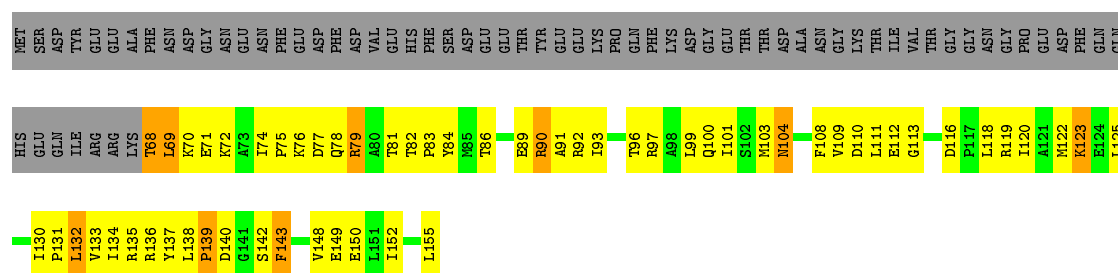 MET SER ASP TYR GLU GLU ALA PHE ASN ASP GLY ASN GLU ASN PHE GLU ASP PHE ASP VAL GLU HIS PHE SER ASP GLU GLU THR TYR GLU GLU LYS PRO GLN PHE LYS ASP GLY GLU THR THR ASP ALA ASN GLY LYS THR ILE VAL THR GLY GLY ASN GLY PRO GLU ASP PHE GLN GLN
HIS GLU GLN ILE ARG ARG LYS T68 L69 K70 E71 K72 A73 I74 P75 K76 D77 Q78 R79 A80 T81 T82 P83 Y84 M85 T86 E89 R90 A91 R92 I93 T96 R97 A98 L99 Q100 I101 S102 M103 N104 F108 V109 D110 L111 E112 G113 D116 P117 L118 R119 I120 A121 M122 K123 E124 L125
I130 P131 L132 V133 I134 R135 R136 Y137 L138 P139 D140 G141 S142 F143 V148 E149 E150 L151 I152 L155